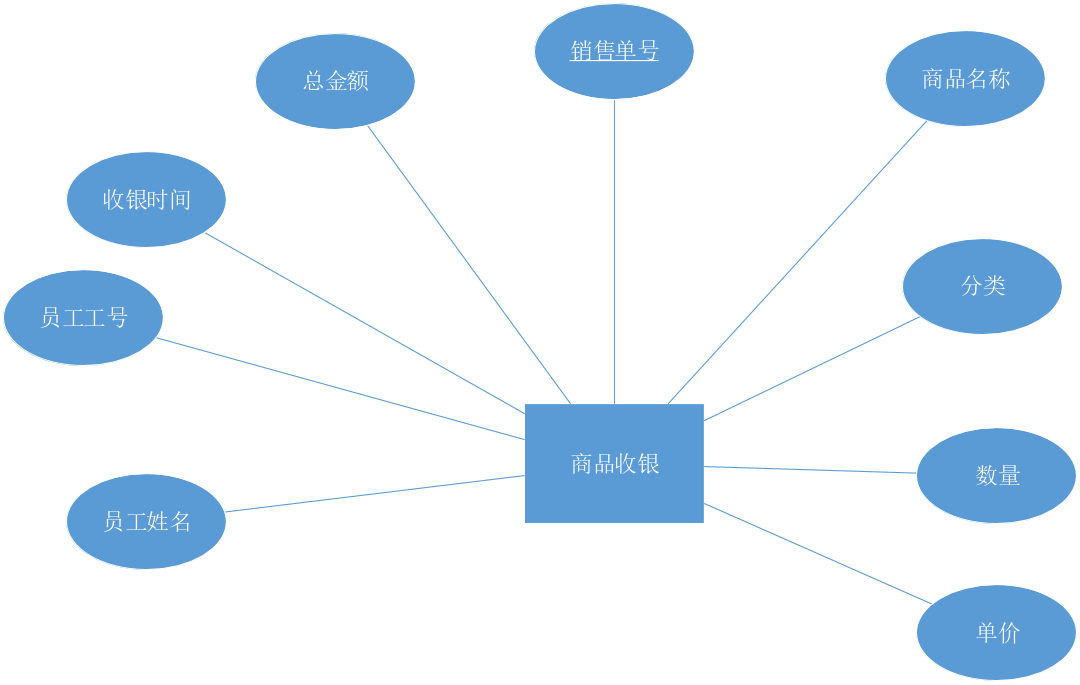 销售单号
商品名称
总金额
收银时间
分类
员工工号
商品收银
数量
员工姓名
单价